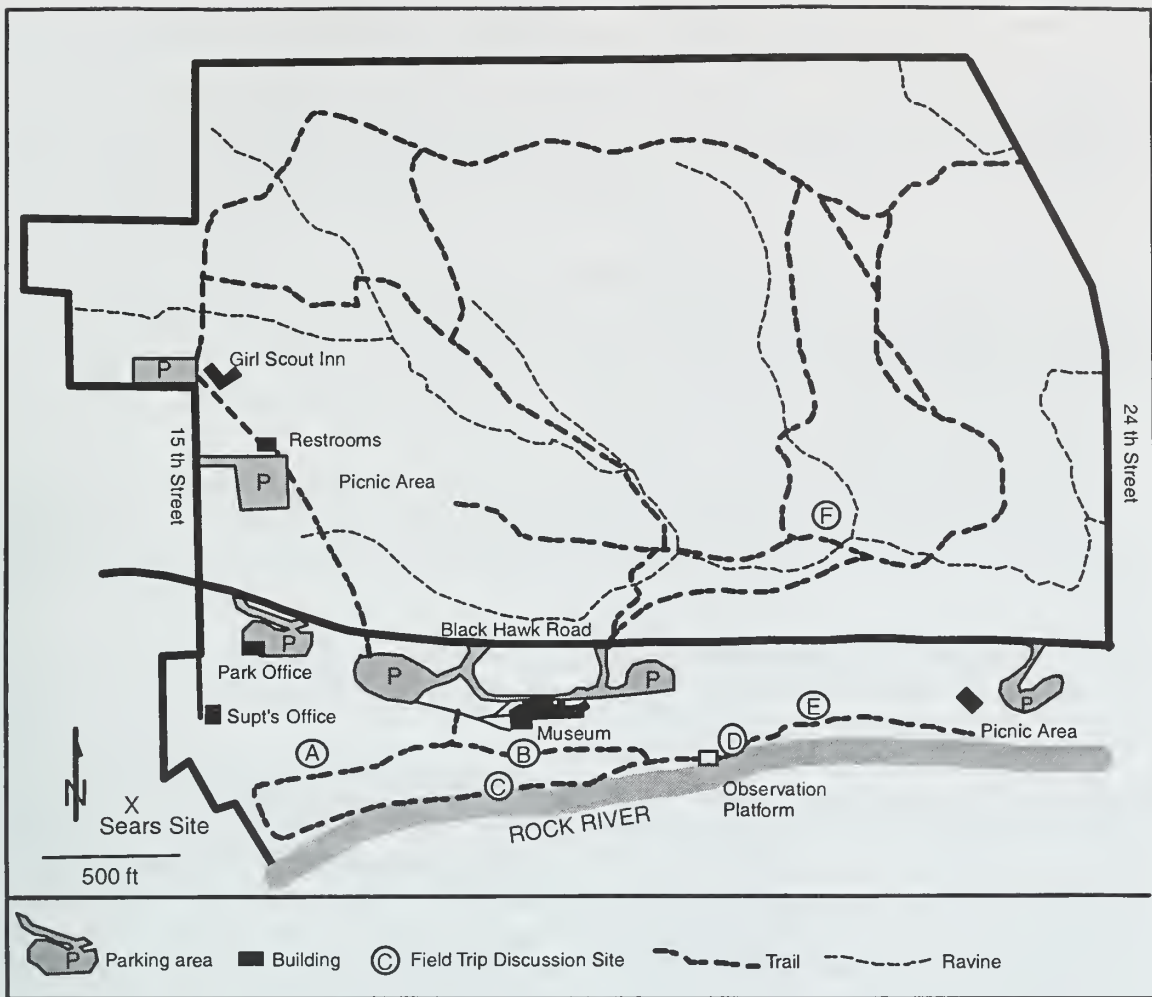 P
Girl Scout Inn
Restrooms
15 th Street
P
Picnic Area
24 th Street
F
Black Hawk Road
P
Park Office
P
P
P
Supt's Office
Museum
E
Picnic Area
A
B
D
C
Observation
Platform
N
X
Sears Site
ROCK RIVER
500 ft
P
Parking area
Building
C
Field Trip Discussion Site
Trail
Ravine